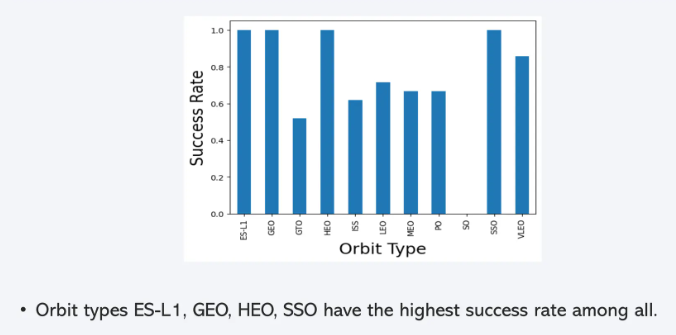 1.0
0.8
0.6
0.4
0.2
0.0
Success Rate
ES-L1
GEO
GTO
HEO
ISS
LEO
MEO
PO
SO
SSO
VLEO
Orbit Type
• Orbit types ES-L1, GEO, HEO, SSO have the highest success rate among all.